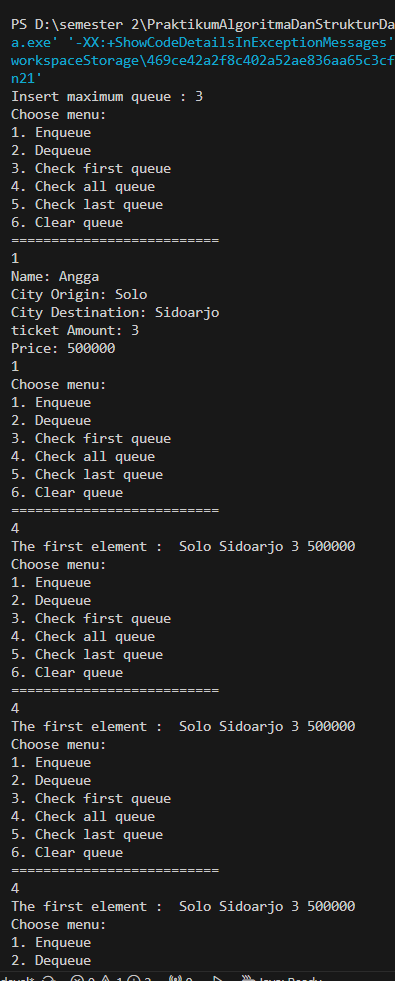 PS D:\semester 2\PraktikumAlgoritmaDanStrukturDa
a.exe' '-XX:+ShowCodeDetailsInExceptionMessages'
workspaceStorage\469ce42a2f8c402a52ae836aa65c3cf
n21'
Insert maximum queue : 3
Choose menu:
1. Enqueue
2. Dequeue
3. Check first queue
4. Check all queue
5. Check last queue
6. Clear queue
==========================
1
Name: Angga
City Origin: Solo
City Destination: Sidoarjo
ticket Amount: 3
Price: 500000
1
Choose menu:
1. Enqueue
2. Dequeue
3. Check first queue
4. Check all queue
5. Check last queue
6. Clear queue
==========================
4
The first element :  Solo Sidoarjo 3 500000
Choose menu:
1. Enqueue
2. Dequeue
3. Check first queue
4. Check all queue
5. Check last queue
6. Clear queue
==========================
4
The first element :  Solo Sidoarjo 3 500000
Choose menu:
1. Enqueue
2. Dequeue
3. Check first queue
4. Check all queue
5. Check last queue
6. Clear queue
==========================
4
The first element :  Solo Sidoarjo 3 500000
Choose menu:
1. Enqueue
2. Dequeue